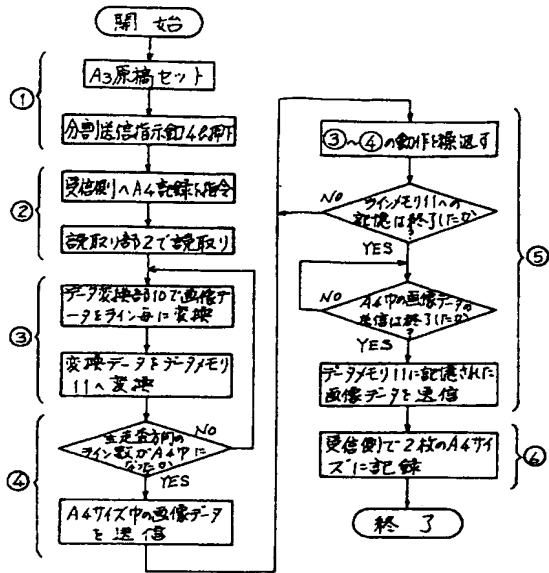 開始
①
A3原稿セット
分割送信指示釦4を押下
②
受信側へA4記録を指令
読取り部2で読取り
③
データ変換部10で画像デ
ータをライン毎に変換
変換データをデータメモリ
11へ変換
④
主走査方向の
ライン数がA4巾に
なったか
NO
YES
A4サイズ巾の画像データ
を送信
③〜④の動作を繰返す
⑤
NO
ラインメモリ11への
記憶は終了したか
?
YES
NO
A4巾の画像データの
送信は終了したか
?
YES
データメモリ11に記憶された
画像データを送信
受信側で2枚のA4サイ
ズに記録
⑥
終了